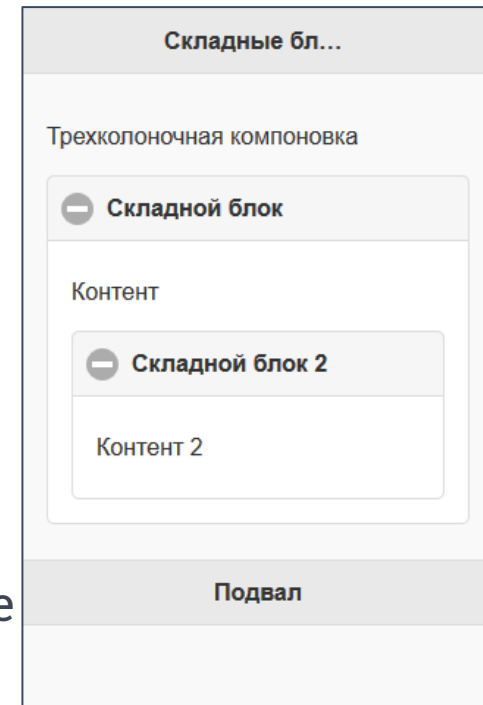 Складные бл...
Трехколоночная компоновка
Складной блок
Контент
Складной блок 2
Контент 2
Подвал
е